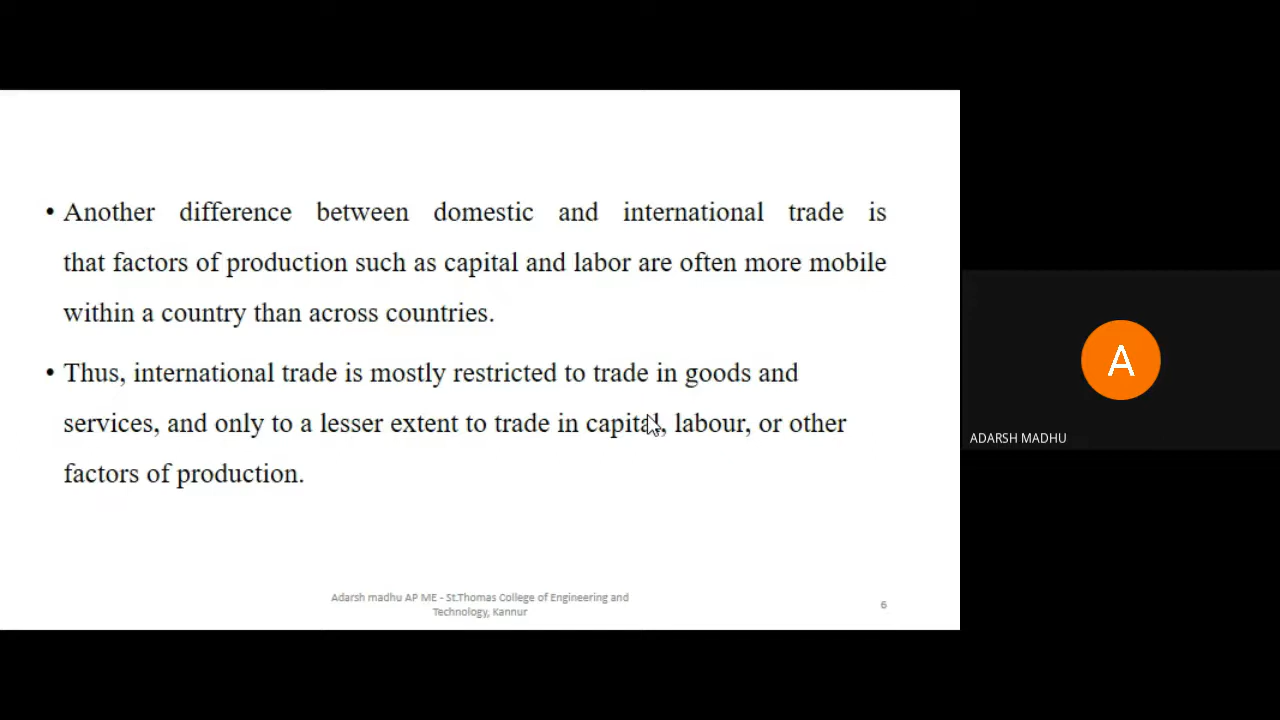 • Another difference between domestic and international trade is
that factors of production such as capital and labor are often more mobile
within a country than across countries.
• Thus, international trade is mostly restricted to trade in goods and
services, and only to a lesser extent to trade in capital, labour, or other
factors of production.
Adarsh madhu AP ME - St.Thomas College of Engineering and
Technology, Kannur
6
A
ADARSH MADHU